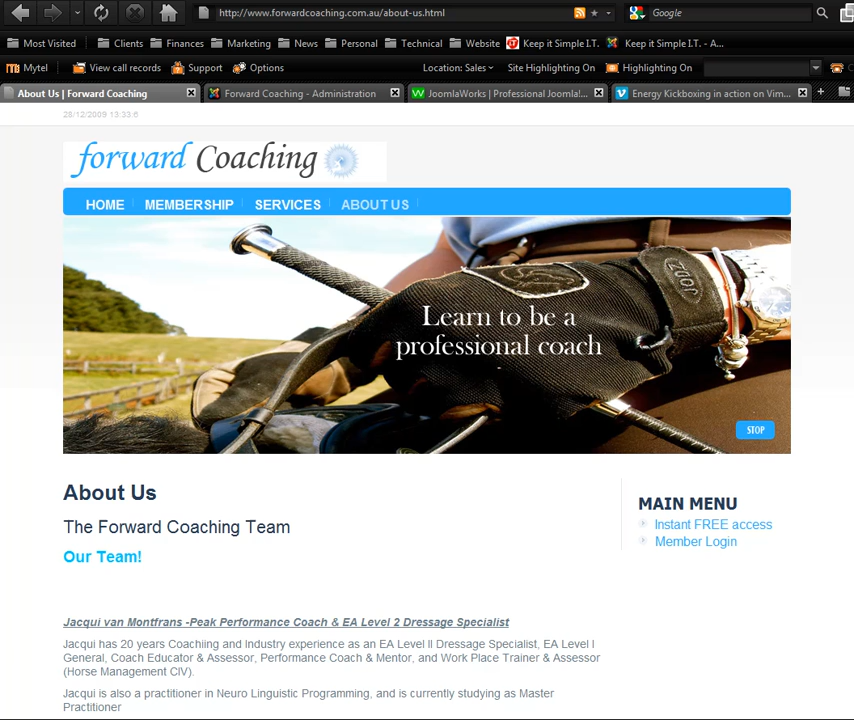 http://www.forwardcoaching.com.au/about-us.html
Google
Most Visited Clients Finances Marketing News Personal Technical Website Keep it Simple I.T. Keep it Simple I.T. - A...
Mytel View call records Support Options Location: Sales Site Highlighting On Highlighting On
About Us | Forward Coaching Forward Coaching - Administration JoomlaWorks | Professional Joomla!... Energy Kickboxing in action on Vim...
28/12/2009 13:33:6
forward Coaching
HOME MEMBERSHIP SERVICES ABOUT US
Learn to be a
professional coach
STOP
About Us
The Forward Coaching Team
Our Team!
MAIN MENU
Instant FREE access
Member Login
Jacqui van Montfrans -Peak Performance Coach & EA Level 2 Dressage Specialist
Jacqui has 20 years Coachiing and Industry experience as an EA Level II Dressage Specialist, EA Level I
General, Coach Educator & Assessor, Performance Coach & Mentor, and Work Place Trainer & Assessor
(Horse Management CIV).
Jacqui is also a practitioner in Neuro Linguistic Programming, and is currently studying as Master
Practitioner